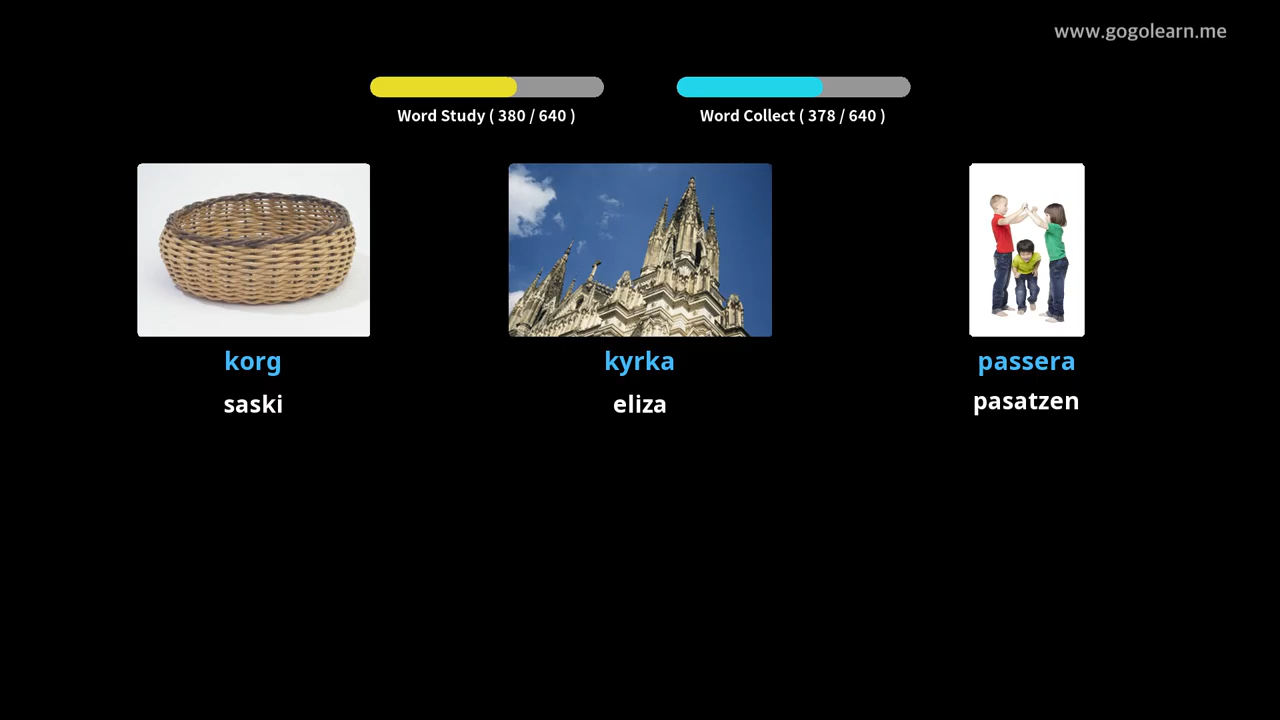 www.gogolearn.me
Word Study ( 380 / 640 )
Word Collect ( 378 / 640 )
korg
kyrka
passera
saski
eliza
pasatzen